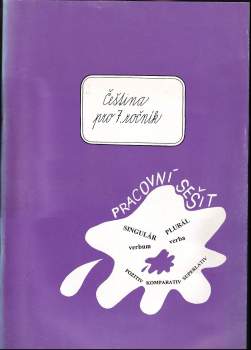 Čeština
pro 7. ročník
PRACOVNÍ SEŠIT
SINGULÁR PLURÁL
verbum verba
POZITIV KOMPARATIV SUPERLATIV